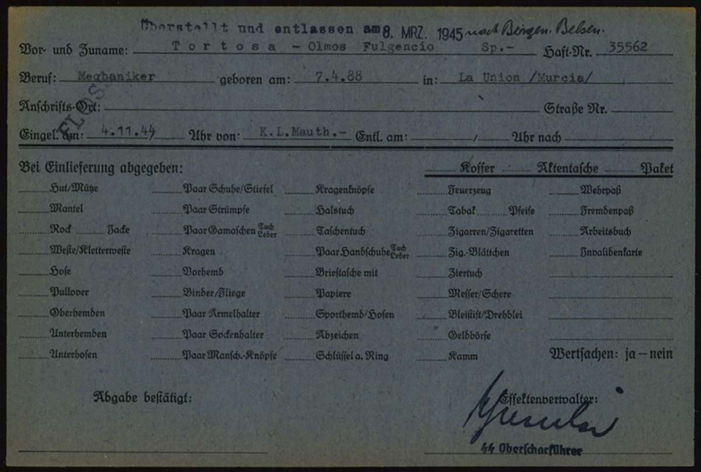 Überstellt und entlassen am 8. MRZ. 1945 nach Bergen-Belsen.
Vor- und Zuname: Tortosa - Olmos Fulgencio Sp.- Haft-Nr. 35562
Beruf: Megbaniker geboren am: 7.4.88 in: La Union /Murcia/
Anschrifts-Ort: Straße Nr.
FLOS
Eingel. am: 4.11.44 Uhr von: K.L.Mauth.- Entl. am: Uhr nach
Bei Einlieferung abgegeben: Koffer Aktentasche Paket
Hut/Mütze Paar Schuhe/Stiefel Kragenknöpfe Feuerzeug Wehrpaß
Mantel Paar Strümpfe Halstuch Tabak Pfeife Fremdenpaß
Rock Jacke Paar Gamaschen Tuch Leder Taschentuch Zigarren/Zigaretten Arbeitsbuch
Weste/Kletterweste Kragen Paar Handschuhe Tuch Leder Zig.-Blättchen Invalidenkarte
Hose Vorhemd Brieftasche mit Ziertuch
Pullover Binder/Fliege Papiere Messer/Schere
Oberhemden Paar Ärmelhalter Sporthemd/Hosen Bleistift/Drehblei
Unterhemden Paar Sockenhalter Abzeichen Geldbörse
Unterhosen Paar Mansch.-Knöpfe Schlüssel a. Ring Kamm Wertsachen: ja – nein
Abgabe bestätigt: Effektenverwalter:
SS Oberscharführer